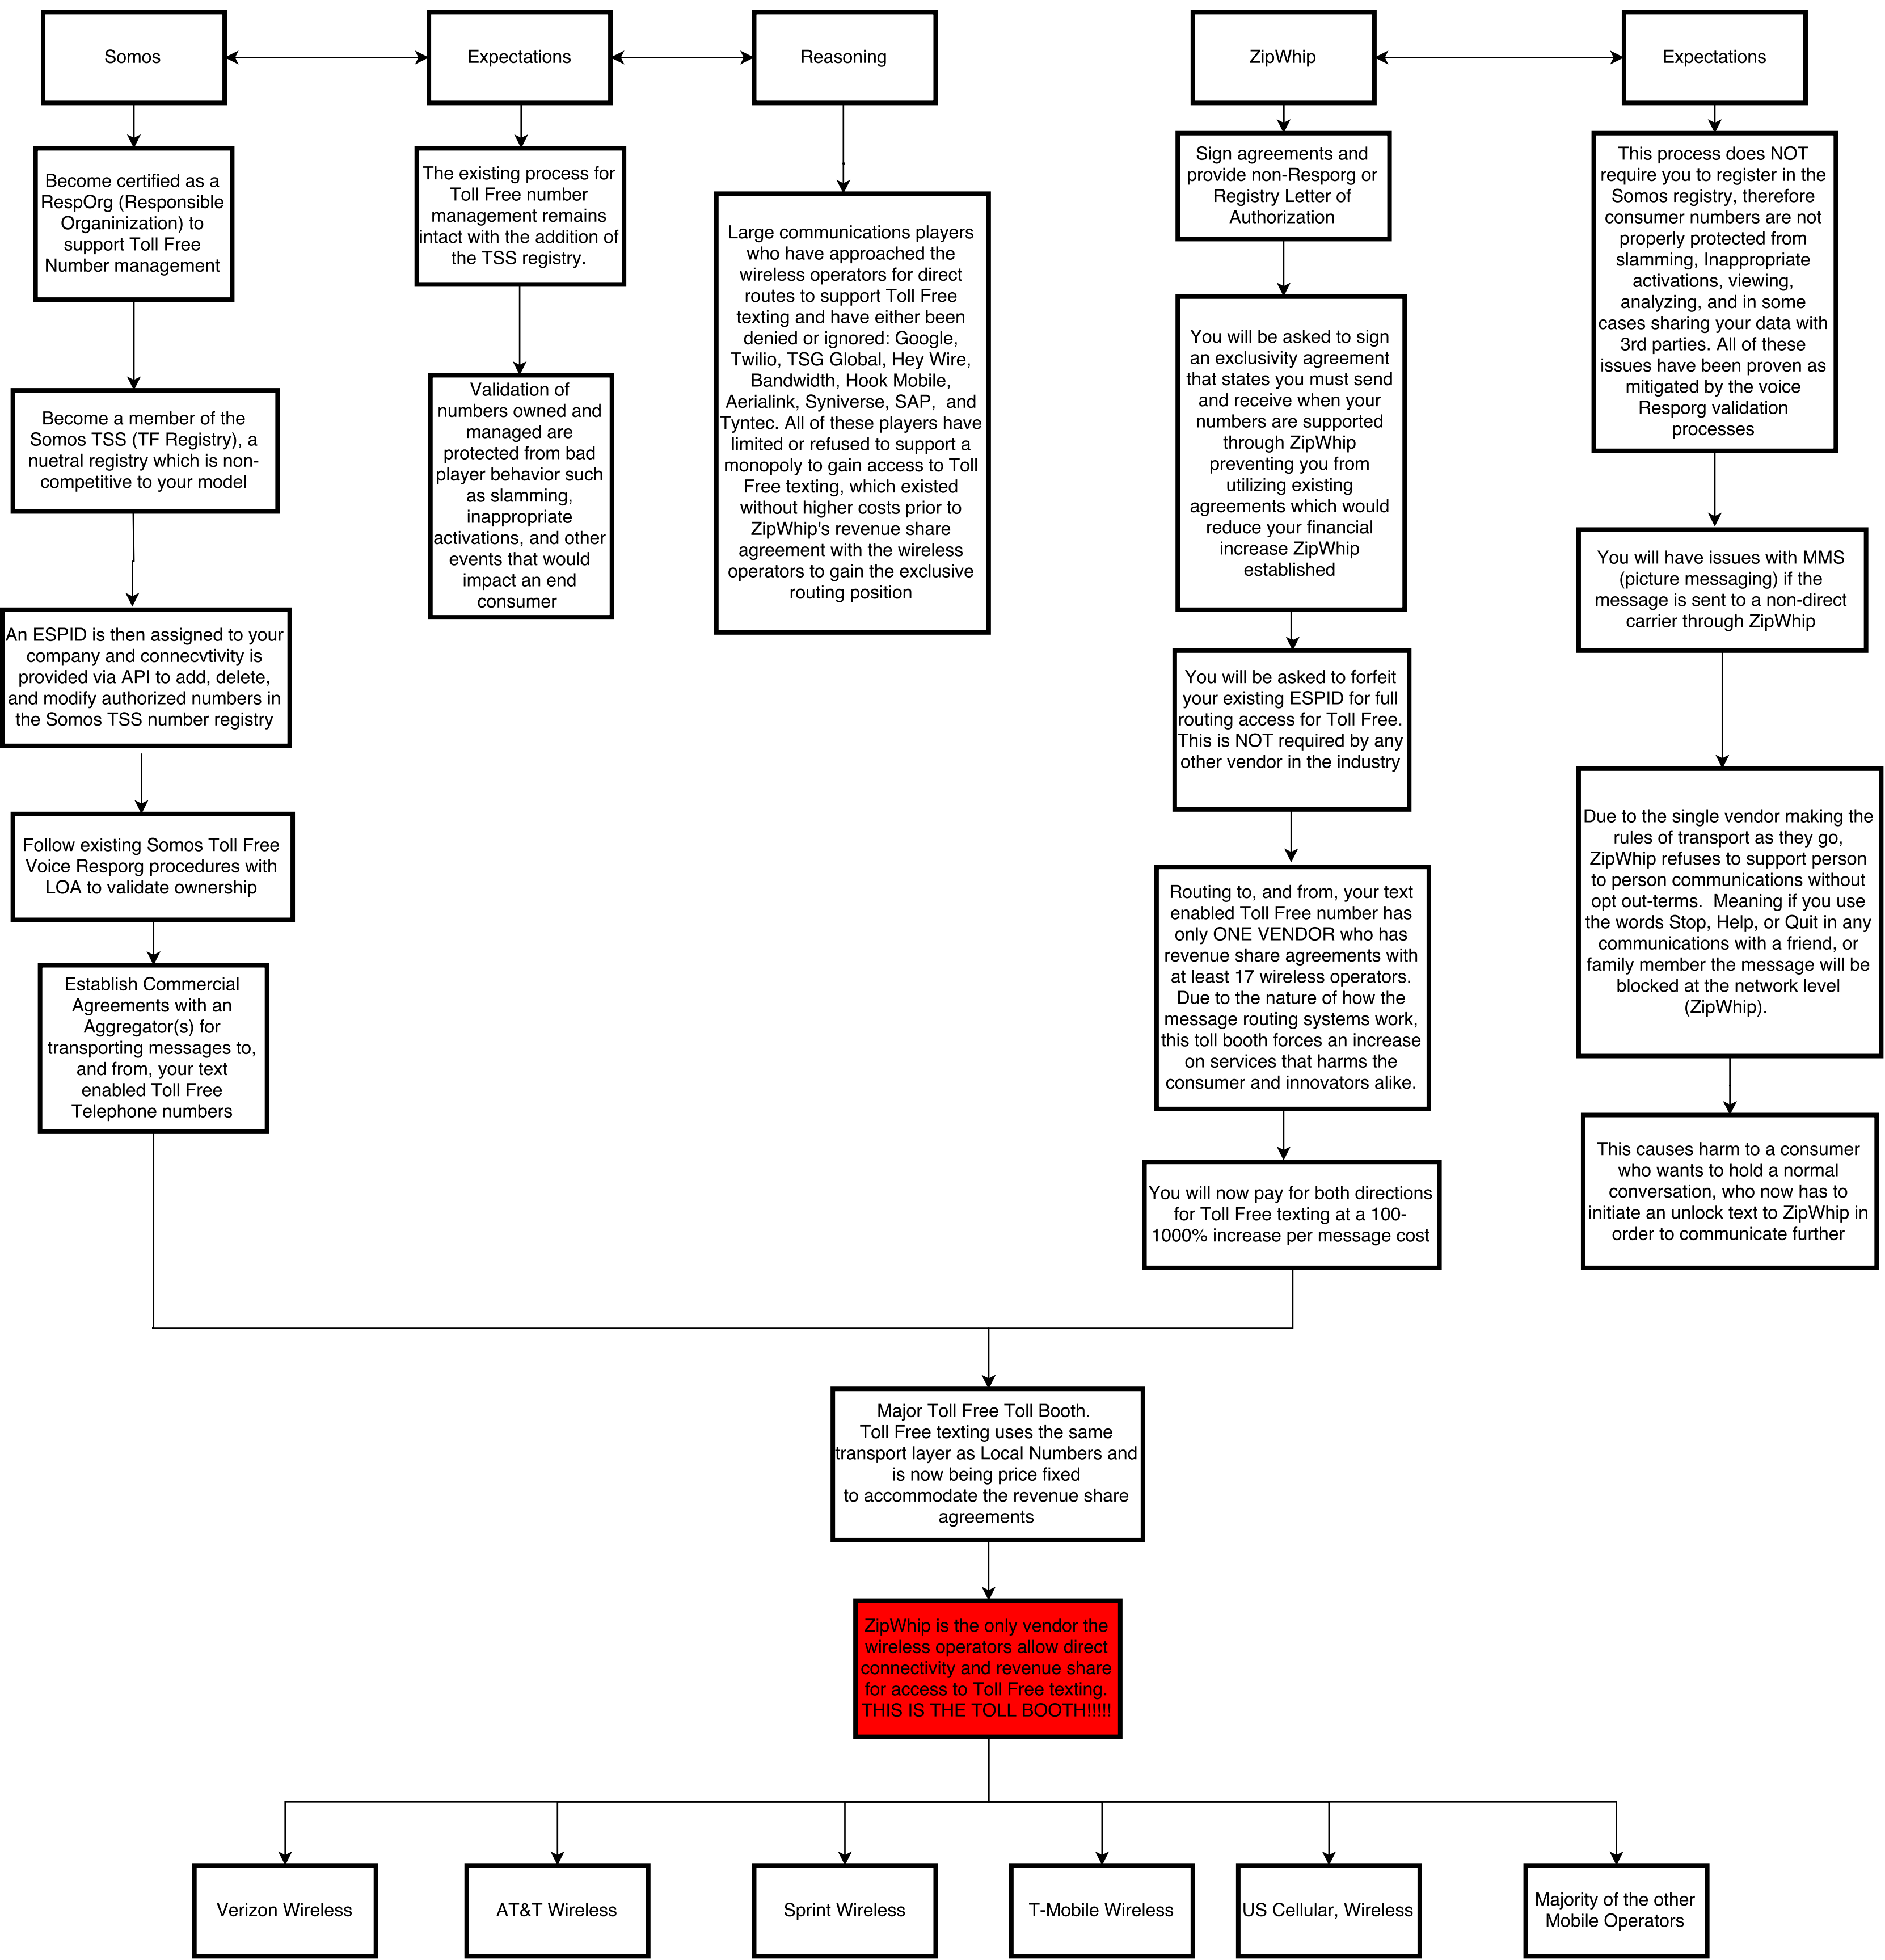 Somos
Expectations
Reasoning
ZipWhip
Expectations
Become certified as a
RespOrg (Responsible
Organinization) to
support Toll Free
Number management
Become a member of the
Somos TSS (TF Registry), a
nuetral registry which is non-
competitive to your model
An ESPID is then assigned to your
company and connecvtivity is
provided via API to add, delete,
and modify authorized numbers in
the Somos TSS number registry
Follow existing Somos Toll Free
Voice Resporg procedures with
LOA to validate ownership
Establish Commercial
Agreements with an
Aggregator(s) for
transporting messages to,
and from, your text
enabled Toll Free
Telephone numbers
The existing process for
Toll Free number
management remains
intact with the addition of
the TSS registry.
Validation of
numbers owned and
managed are
protected from bad
player behavior such
as slamming,
inappropriate
activations, and other
events that would
impact an end
consumer
Large communications players
who have approached the
wireless operators for direct
routes to support Toll Free
texting and have either been
denied or ignored: Google,
Twilio, TSG Global, Hey Wire,
Bandwidth, Hook Mobile,
Aerialink, Syniverse, SAP,  and
Tyntec. All of these players have
limited or refused to support a
monopoly to gain access to Toll
Free texting, which existed
without higher costs prior to
ZipWhip's revenue share
agreement with the wireless
operators to gain the exclusive
routing position
Sign agreements and
provide non-Resporg or
Registry Letter of
Authorization
You will be asked to sign
an exclusivity agreement
that states you must send
and receive when your
numbers are supported
through ZipWhip
preventing you from
utilizing existing
agreements which would
reduce your financial
increase ZipWhip
established
You will be asked to forfeit
your existing ESPID for full
routing access for Toll Free.
This is NOT required by any
other vendor in the industry
Routing to, and from, your text
enabled Toll Free number has
only ONE VENDOR who has
revenue share agreements with
at least 17 wireless operators.
Due to the nature of how the
message routing systems work,
this toll booth forces an increase
on services that harms the
consumer and innovators alike.
You will now pay for both directions
for Toll Free texting at a 100-
1000% increase per message cost
This process does NOT
require you to register in the
Somos registry, therefore
consumer numbers are not
properly protected from
slamming, Inappropriate
activations, viewing,
analyzing, and in some
cases sharing your data with
3rd parties. All of these
issues have been proven as
mitigated by the voice
Resporg validation
processes
You will have issues with MMS
(picture messaging) if the
message is sent to a non-direct
carrier through ZipWhip
Due to the single vendor making the
rules of transport as they go,
ZipWhip refuses to support person
to person communications without
opt out-terms.  Meaning if you use
the words Stop, Help, or Quit in any
communications with a friend, or
family member the message will be
blocked at the network level
(ZipWhip).
This causes harm to a consumer
who wants to hold a normal
conversation, who now has to
initiate an unlock text to ZipWhip in
order to communicate further
Major Toll Free Toll Booth.
Toll Free texting uses the same
transport layer as Local Numbers and
is now being price fixed
to accommodate the revenue share
agreements
ZipWhip is the only vendor the
wireless operators allow direct
connectivity and revenue share
for access to Toll Free texting.
THIS IS THE TOLL BOOTH!!!!!
Verizon Wireless
AT&T Wireless
Sprint Wireless
T-Mobile Wireless
US Cellular, Wireless
Majority of the other
Mobile Operators